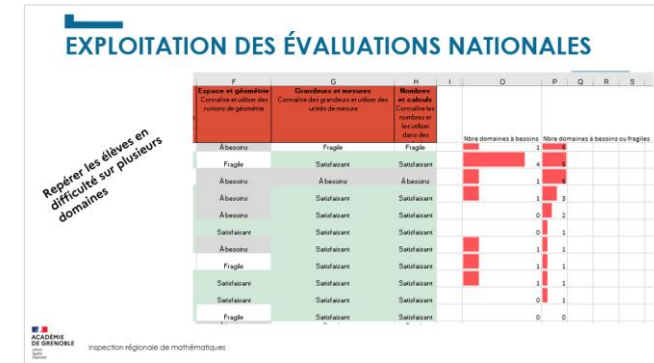 EXPLOITATION DES ÉVALUATIONS NATIONALES
Repérer les élèves en
difficulté sur plusieurs
domaines
F G H I O P Q R S
Espace et géométrie Grandeurs et mesures Nombres
Connaître et utiliser des Connaître des grandeurs et utiliser des et calculs
notions de géométrie unités de mesure Connaître les
nombres et
les utiliser
dans des
Nbre domaines à besoins Nbre domaines à besoins ou fragiles
À besoins Fragile Fragile 1 5
Fragile Satisfaisant Satisfaisant 4 5
À besoins À besoins À besoins 1 5
À besoins Satisfaisant Satisfaisant 1 3
À besoins Satisfaisant Satisfaisant 0 2
Satisfaisant Satisfaisant Satisfaisant 0 1
À besoins Satisfaisant Satisfaisant 1 1
Fragile Satisfaisant Satisfaisant 1 1
Satisfaisant Satisfaisant Satisfaisant 1 1
Satisfaisant Satisfaisant Satisfaisant 0 1
Fragile Satisfaisant Satisfaisant 0 0
ACADÉMIE
DE GRENOBLE
Inspection régionale de mathématiques